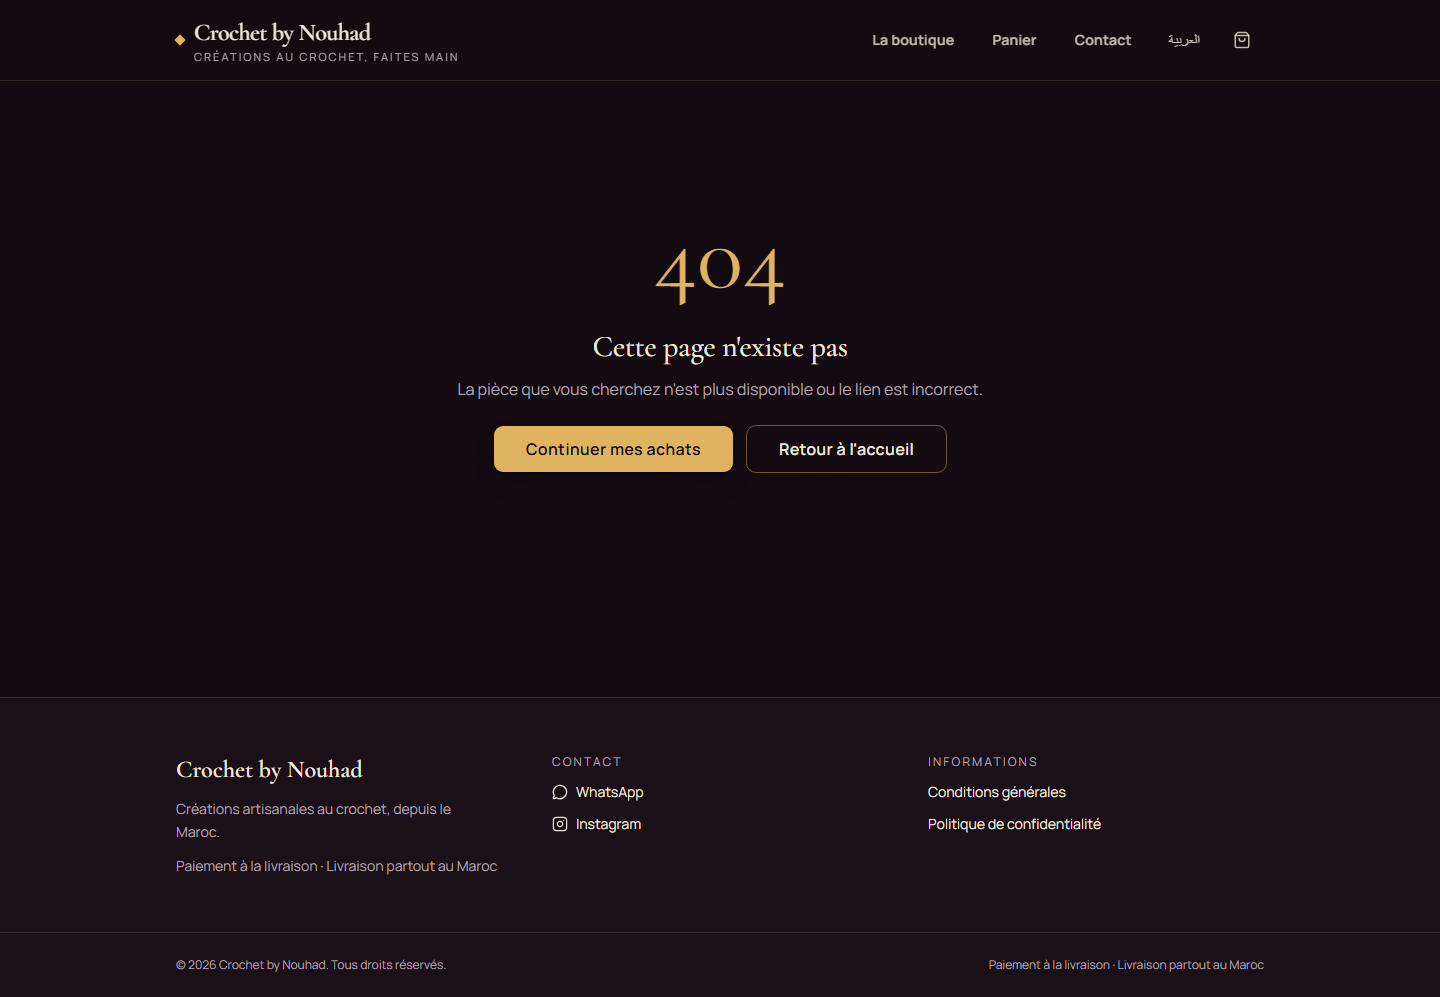 Crochet by Nouhad
CRÉATIONS AU CROCHET, FAITES MAIN
La boutique
Panier
Contact
العربية
404
Cette page n'existe pas
La pièce que vous cherchez n'est plus disponible ou le lien est incorrect.
Continuer mes achats
Retour à l'accueil
Crochet by Nouhad
Créations artisanales au crochet, depuis le
Maroc.
Paiement à la livraison · Livraison partout au Maroc
CONTACT
WhatsApp
Instagram
INFORMATIONS
Conditions générales
Politique de confidentialité
© 2026 Crochet by Nouhad. Tous droits réservés.
Paiement à la livraison · Livraison partout au Maroc